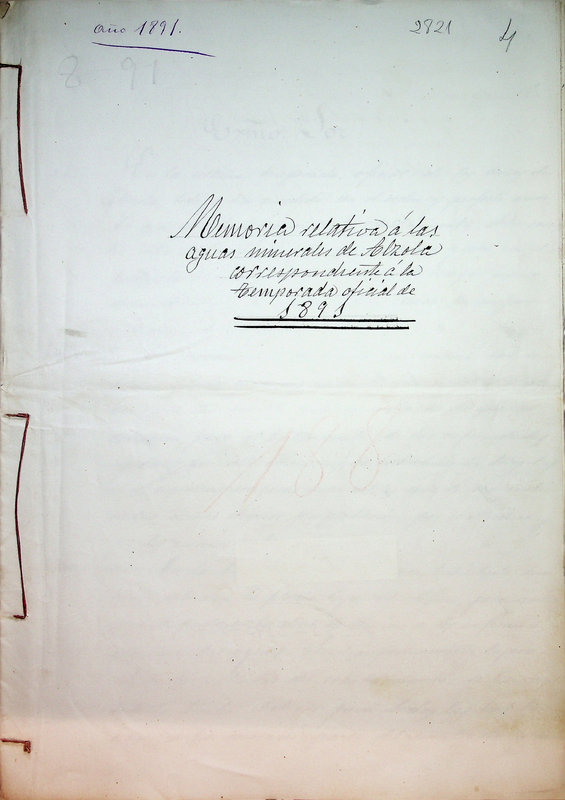 año 1891.
2821
4
8 91
Memoria relativa á las
aguas minerales de Alzola
correspondiente á la
temporada oficial de
1891
168